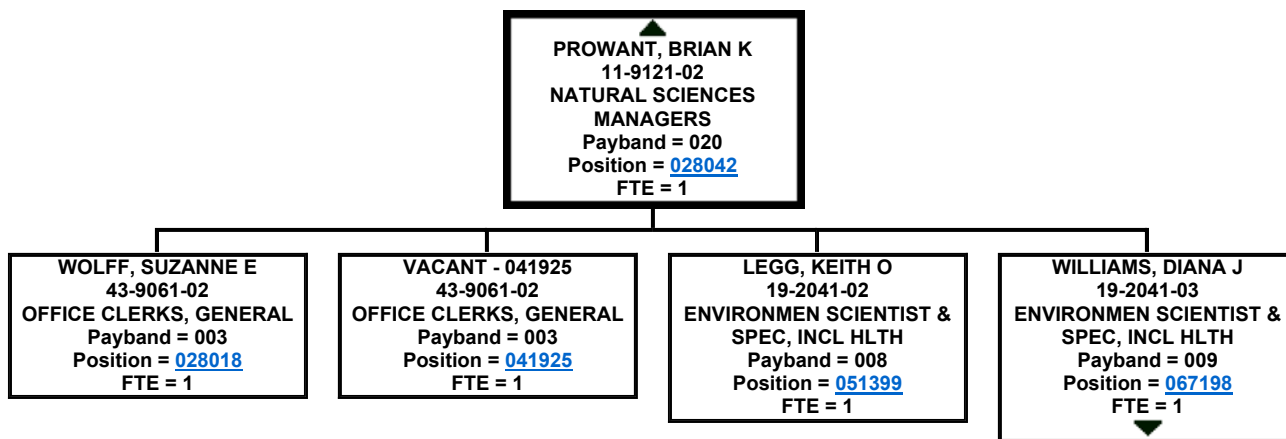 PROWANT, BRIAN K
11-9121-02
NATURAL SCIENCES
MANAGERS
Payband = 020
Position = 028042
FTE = 1
WOLFF, SUZANNE E
43-9061-02
OFFICE CLERKS, GENERAL
Payband = 003
Position = 028018
FTE = 1
VACANT - 041925
43-9061-02
OFFICE CLERKS, GENERAL
Payband = 003
Position = 041925
FTE = 1
LEGG, KEITH O
19-2041-02
ENVIRONMEN SCIENTIST &
SPEC, INCL HLTH
Payband = 008
Position = 051399
FTE = 1
WILLIAMS, DIANA J
19-2041-03
ENVIRONMEN SCIENTIST &
SPEC, INCL HLTH
Payband = 009
Position = 067198
FTE = 1